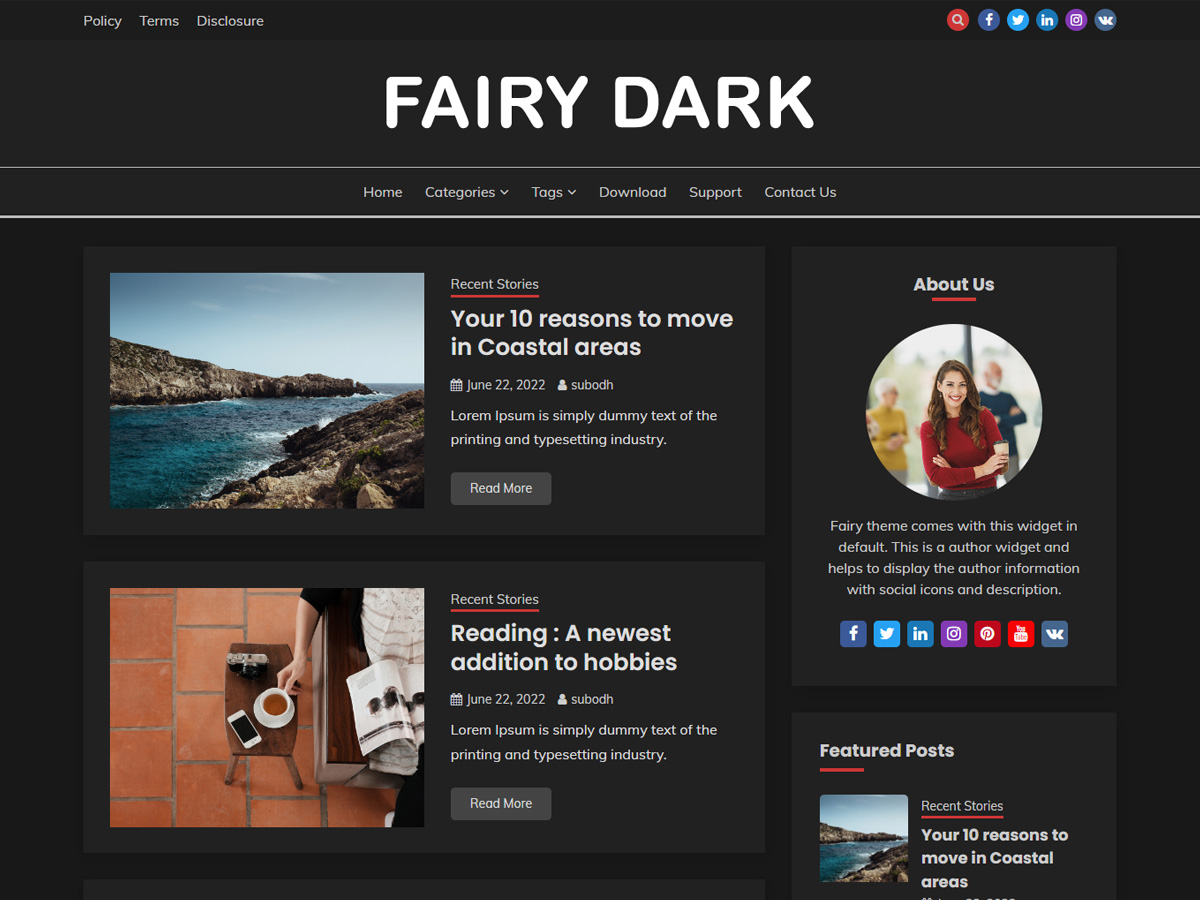 Policy Terms Disclosure
FAIRY DARK
Home Categories Tags Download Support Contact Us
Recent Stories
Your 10 reasons to move
in Coastal areas
June 22, 2022 subodh
Lorem Ipsum is simply dummy text of the
printing and typesetting industry.
Read More
Recent Stories
Reading : A newest
addition to hobbies
June 22, 2022 subodh
Lorem Ipsum is simply dummy text of the
printing and typesetting industry.
Read More
About Us
Fairy theme comes with this widget in
default. This is a author widget and
helps to display the author information
with social icons and description.
Featured Posts
Recent Stories
Your 10 reasons to
move in Coastal
areas